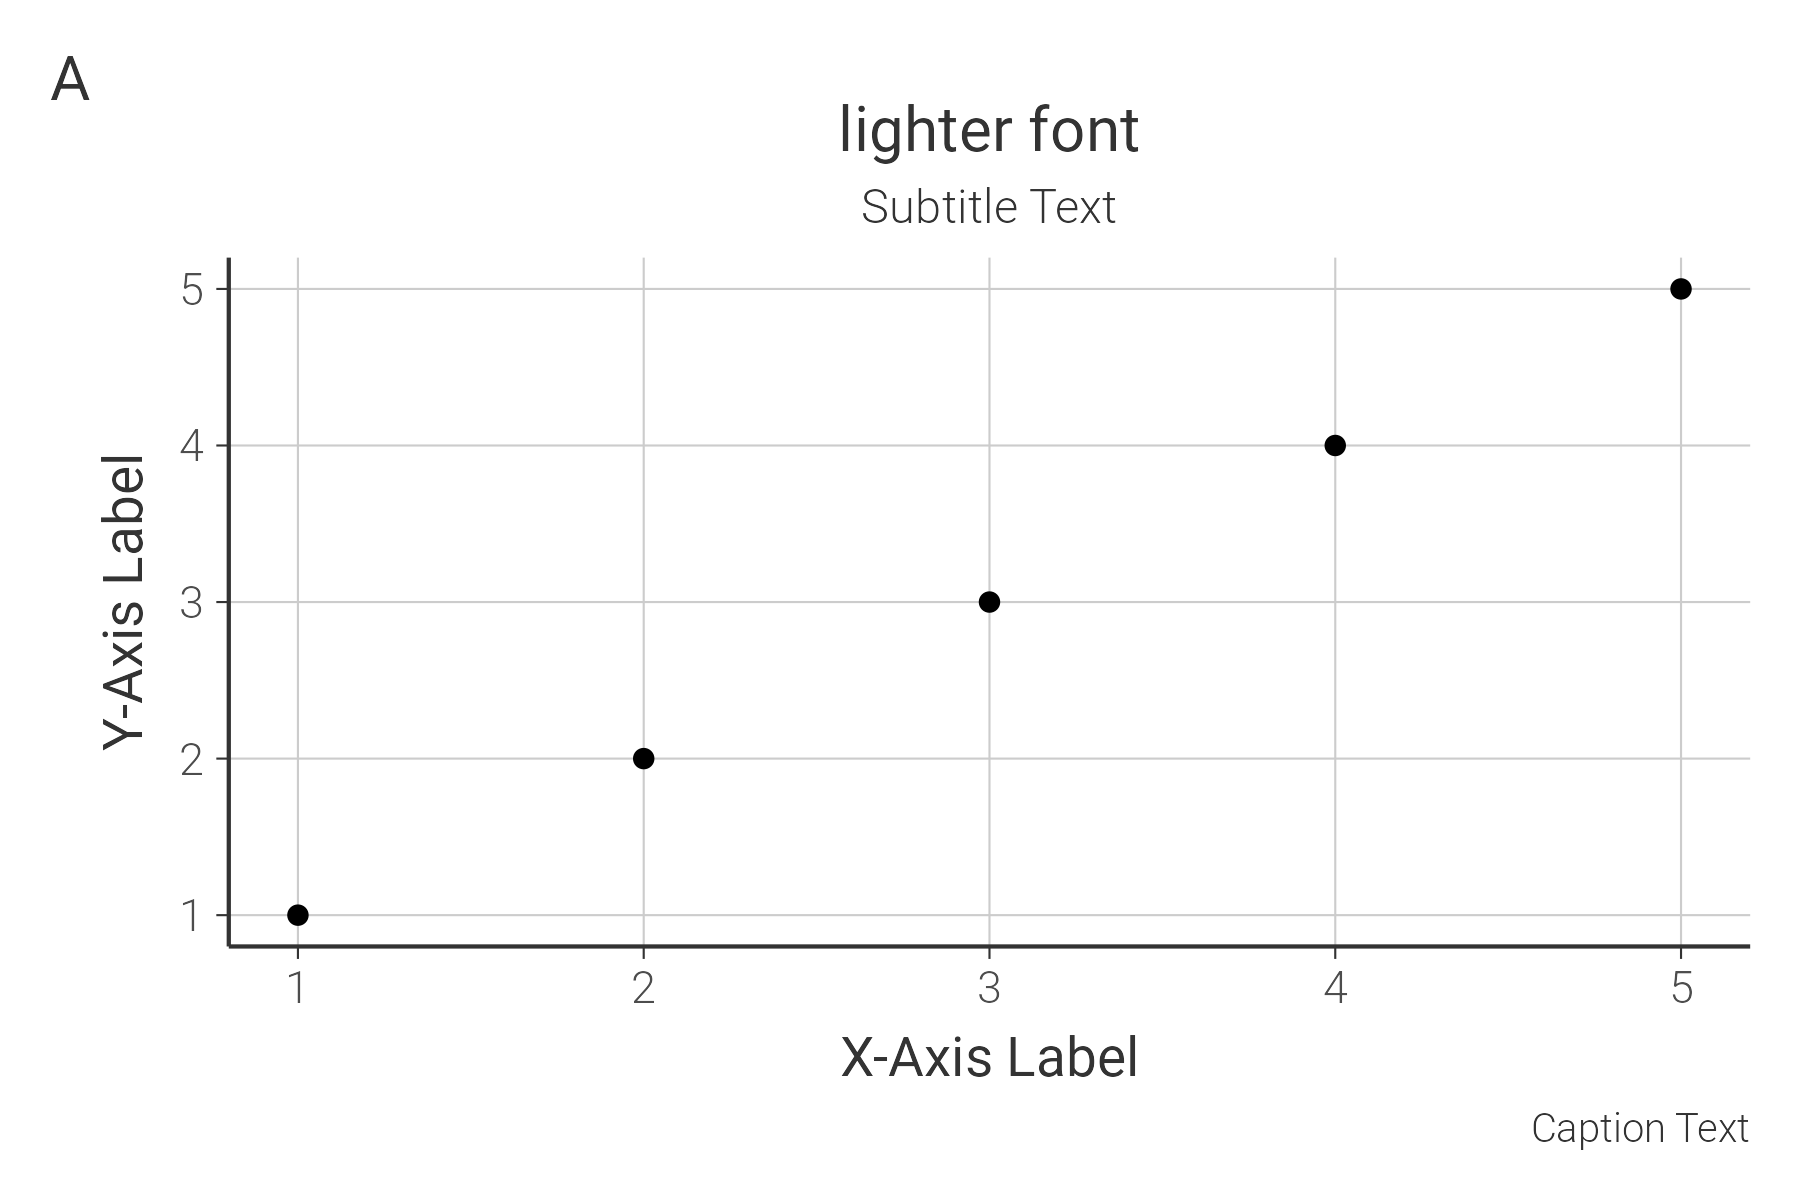 A
lighter font
Subtitle Text
5
4
3
2
1
Y-Axis Label
1 2 3 4 5
X-Axis Label
Caption Text